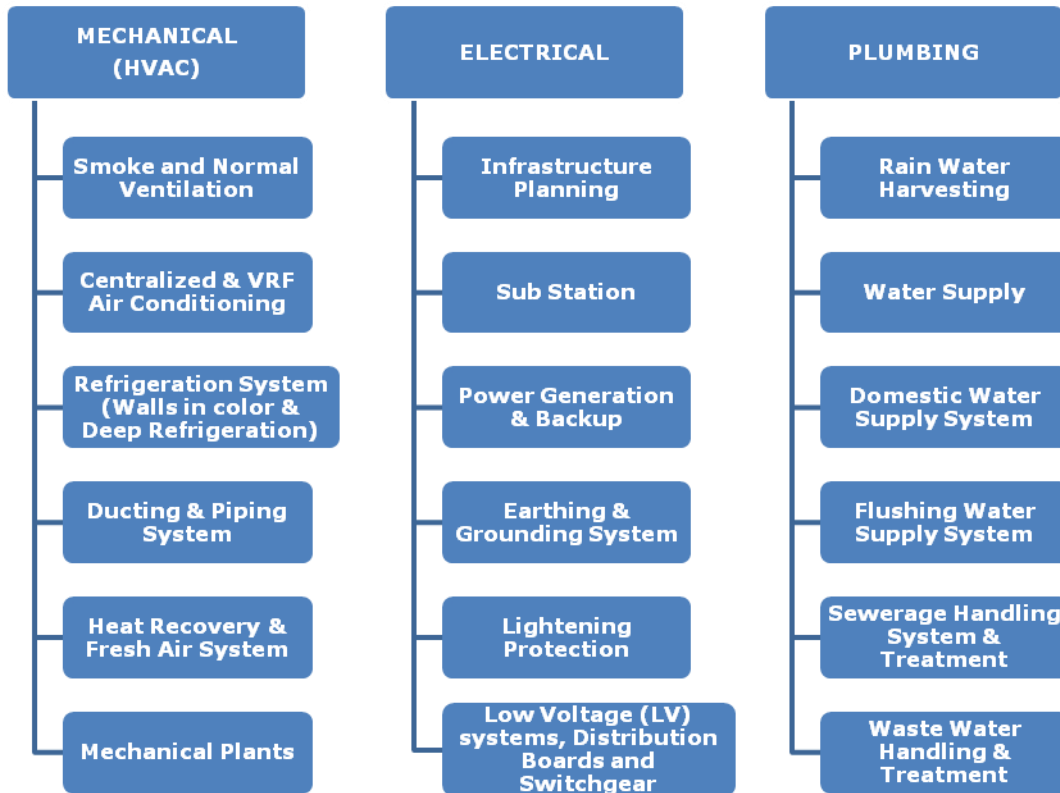 MECHANICAL
(HVAC)
Smoke and Normal
Ventilation
Centralized & VRF
Air Conditioning
Refrigeration System
(Walls in color &
Deep Refrigeration)
Ducting & Piping
System
Heat Recovery &
Fresh Air System
Mechanical Plants
ELECTRICAL
Infrastructure
Planning
Sub Station
Power Generation
& Backup
Earthing &
Grounding System
Lightening
Protection
Low Voltage (LV)
systems, Distribution
Boards and
Switchgear
PLUMBING
Rain Water
Harvesting
Water Supply
Domestic Water
Supply System
Flushing Water
Supply System
Sewerage Handling
System &
Treatment
Waste Water
Handling &
Treatment